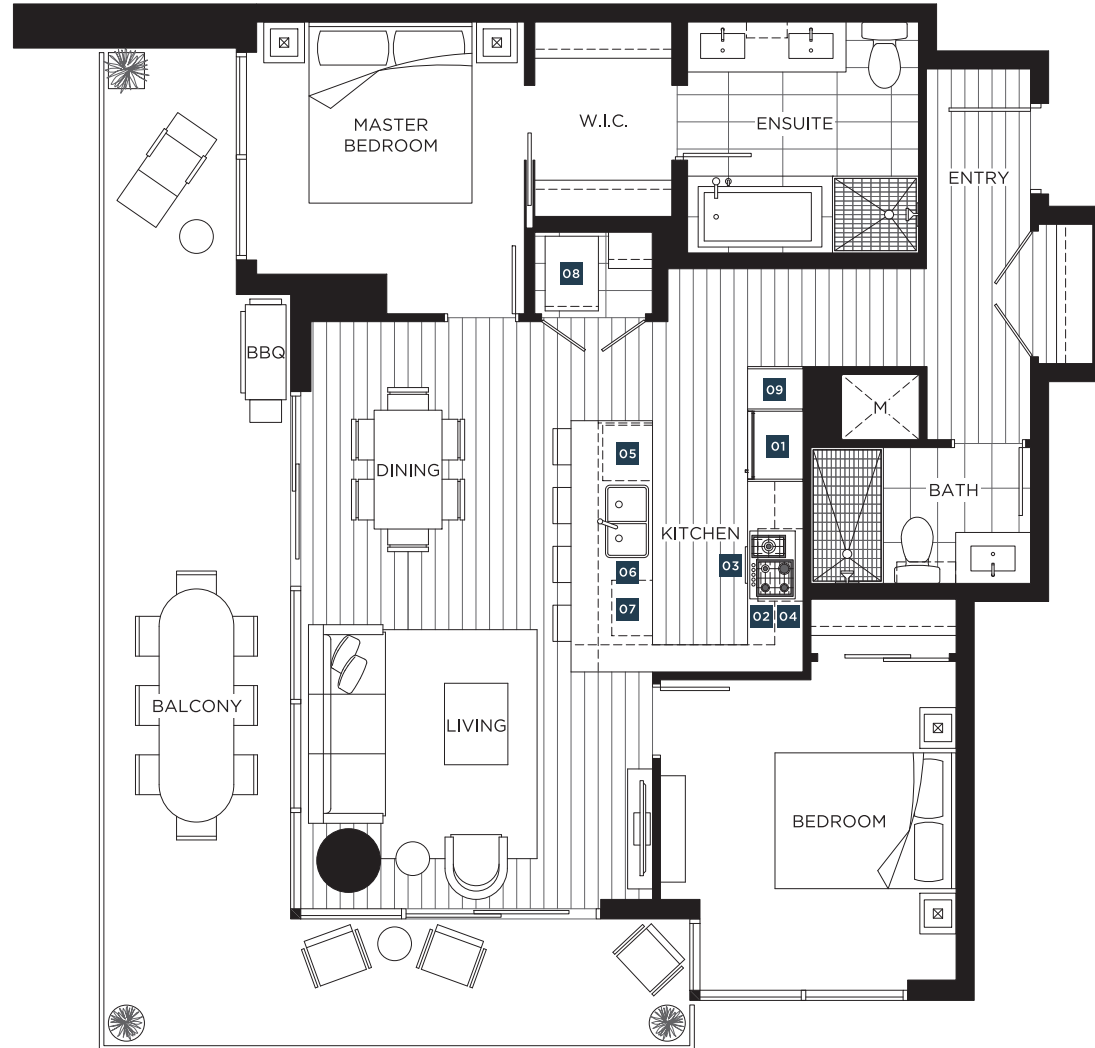 MASTER
BEDROOM
W.I.C.
ENSUITE
ENTRY
08
BBQ
09
01
M.
DINING
05
BATH
KITCHEN
03
06
07
02
04
BALCONY
LIVING
BEDROOM